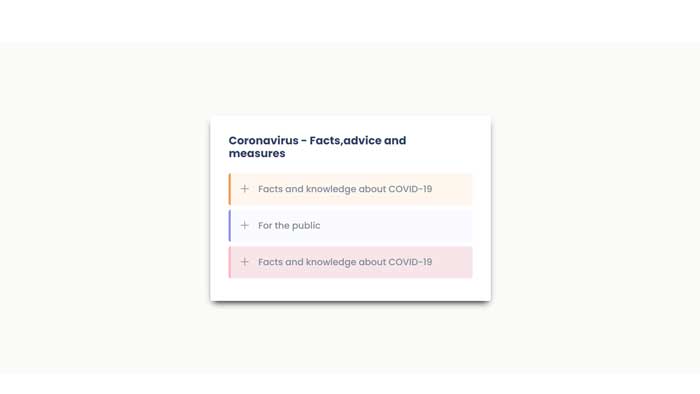 Coronavirus - Facts,advice and
measures
Facts and knowledge about COVID-19
For the public
Facts and knowledge about COVID-19